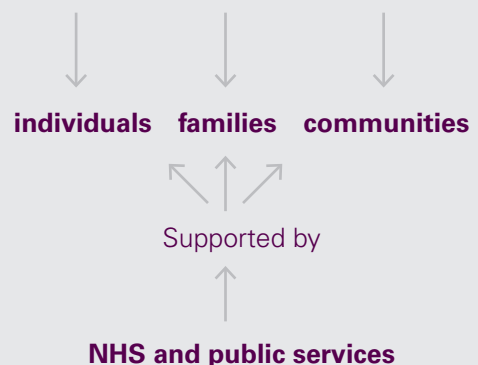 individuals families communities
Supported by
NHS and public services